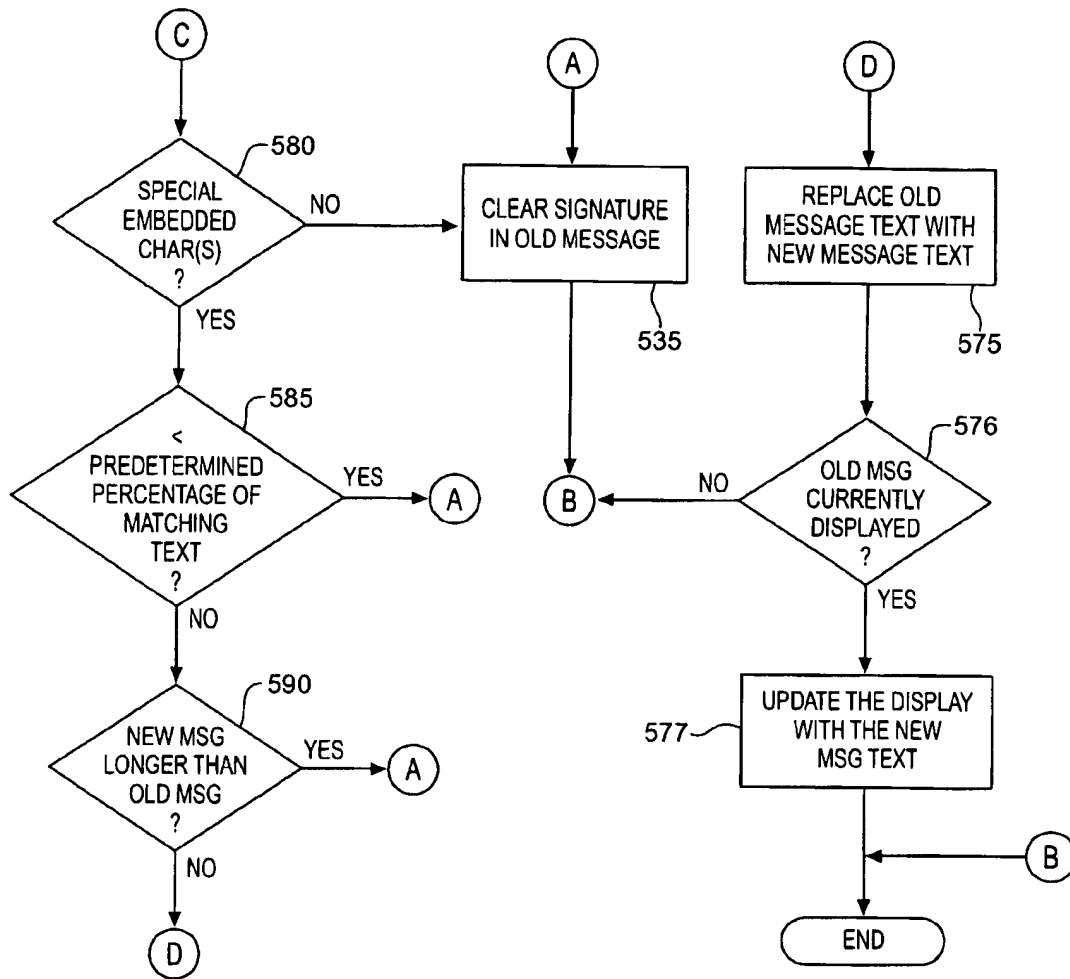 C
580
SPECIAL
EMBEDDED
CHAR(S)
?
NO
YES
585
<
PREDETERMINED
PERCENTAGE OF
MATCHING
TEXT
?
YES
A
NO
590
NEW MSG
LONGER THAN
OLD MSG
?
YES
A
NO
D
A
CLEAR SIGNATURE
IN OLD MESSAGE
535
B
D
REPLACE OLD
MESSAGE TEXT WITH
NEW MESSAGE TEXT
575
576
OLD MSG
CURRENTLY
DISPLAYED
?
NO
YES
577
UPDATE THE DISPLAY
WITH THE NEW
MSG TEXT
B
END